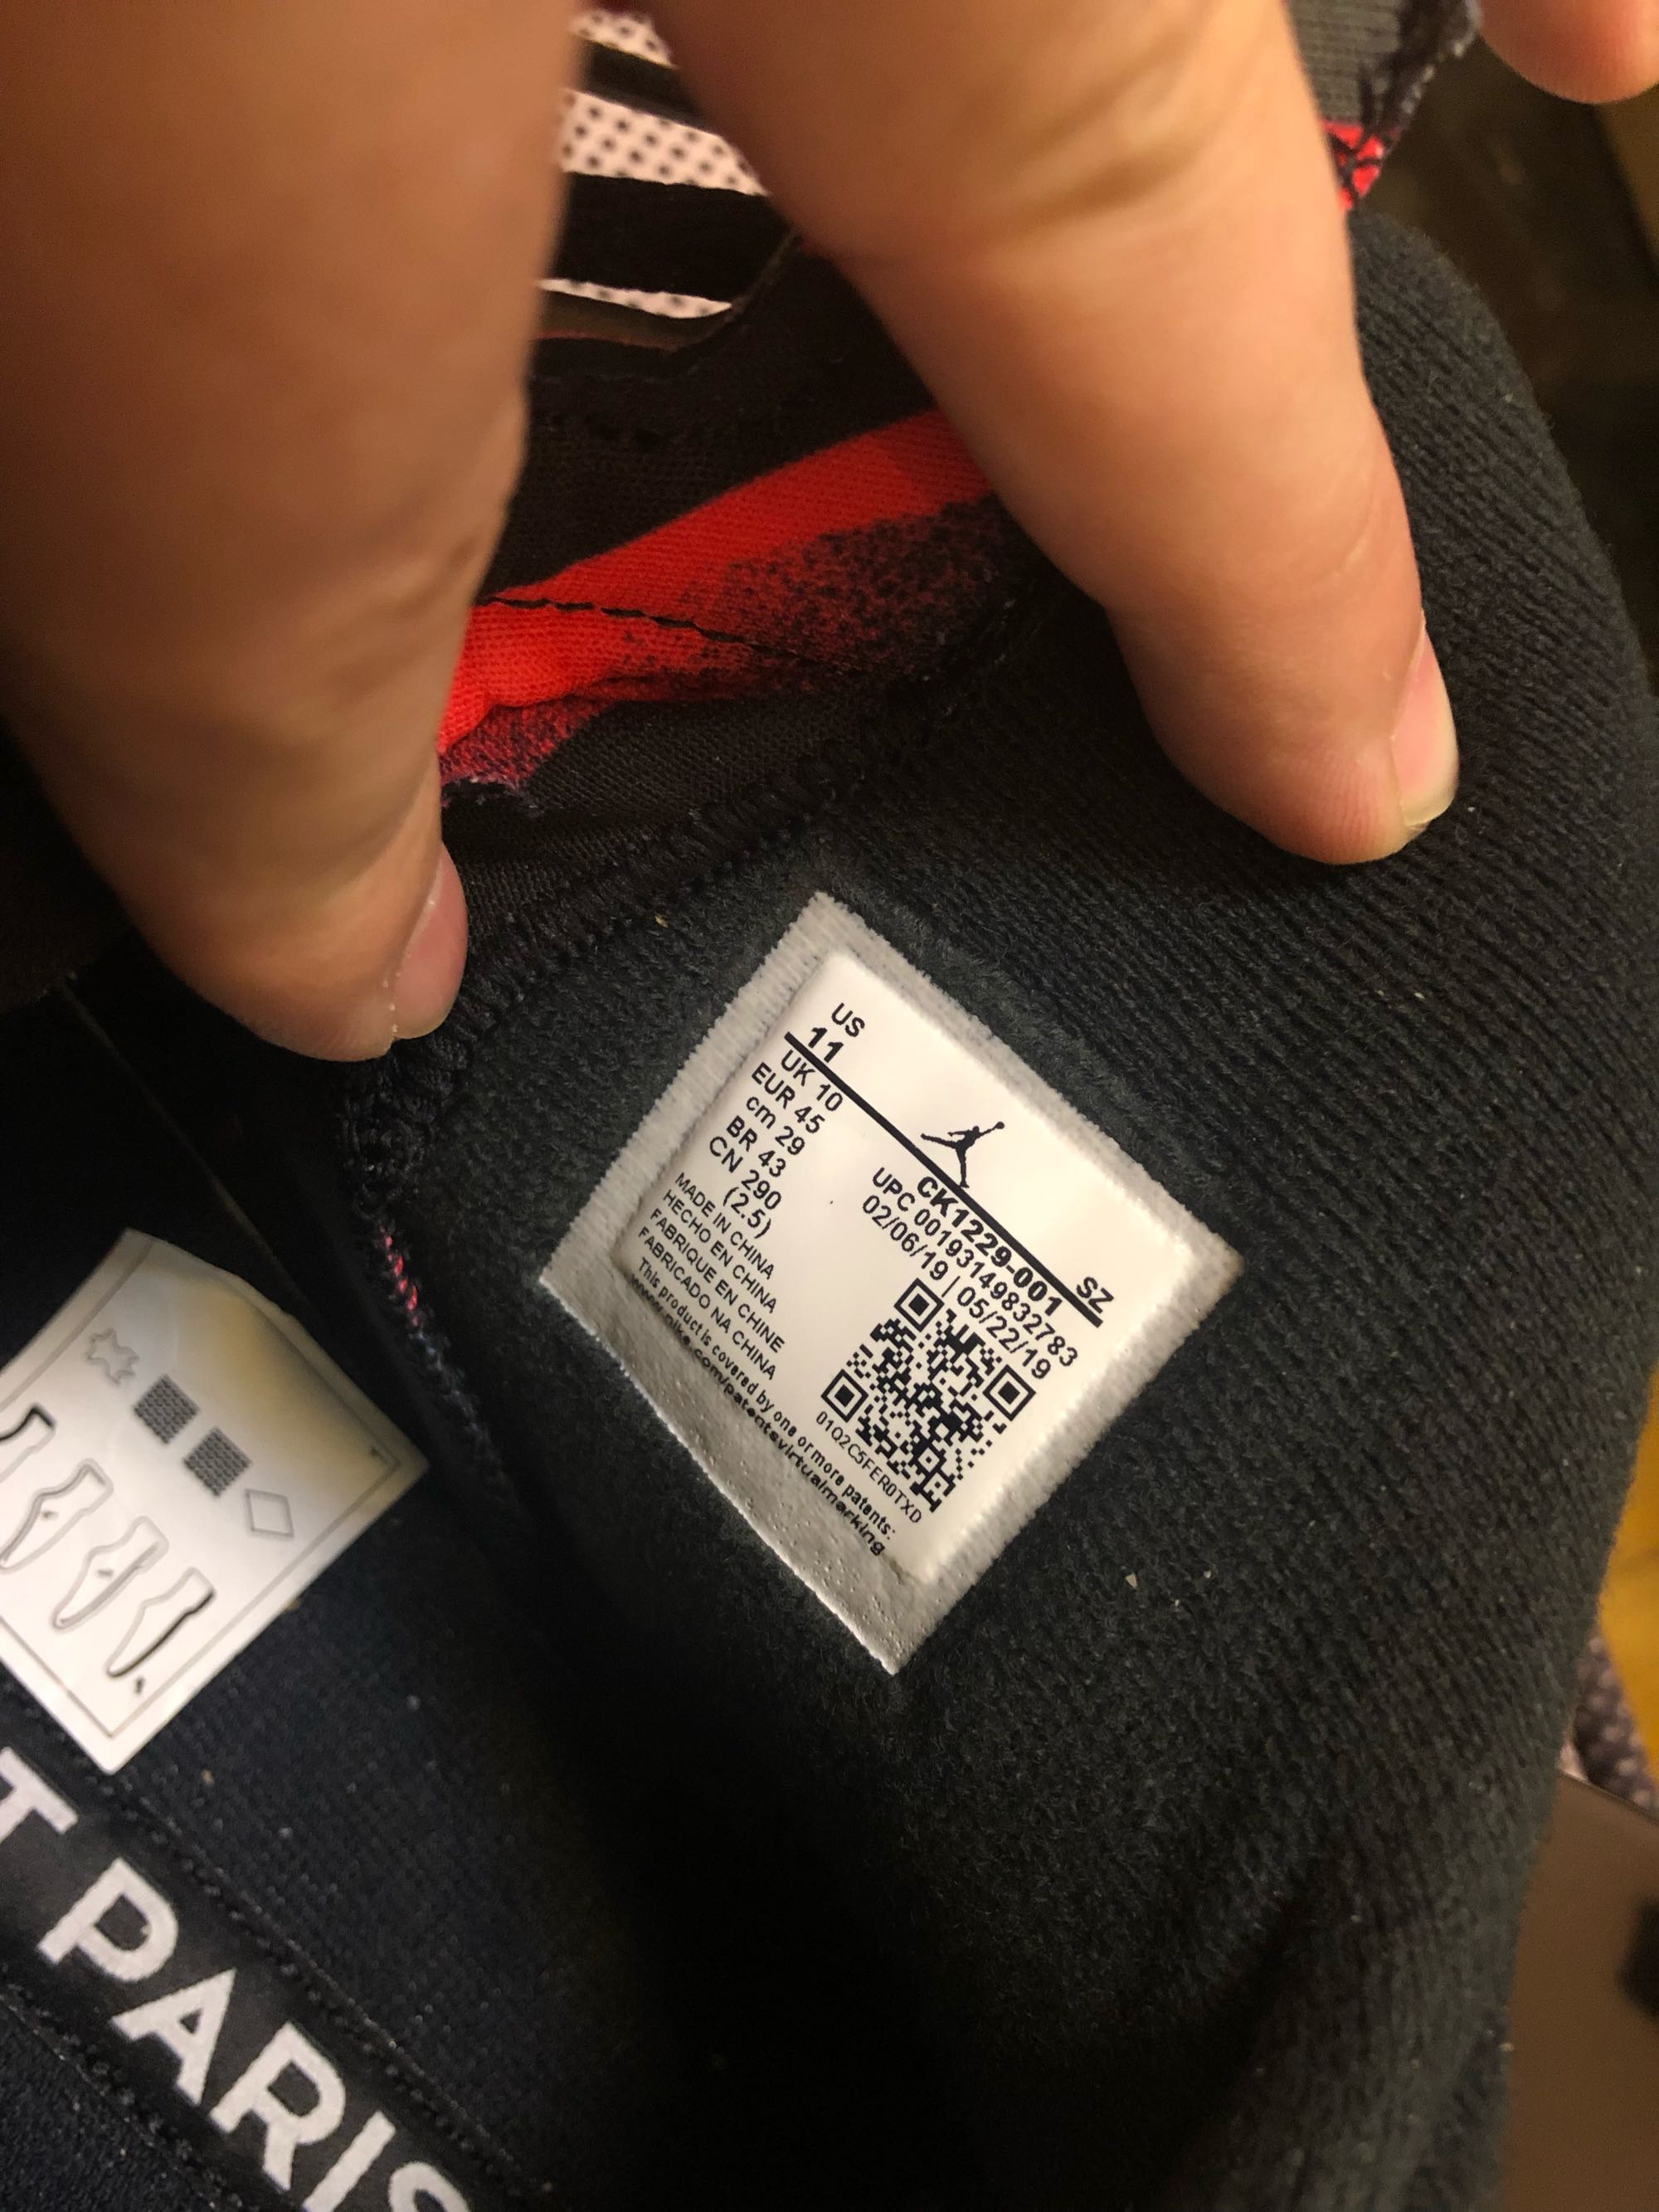 US
11
UK 10
EUR 45
cm 29
BR 43
CN 290
(2.5)
MADE IN CHINA
HECHO EN CHINA
FABRIQUE EN CHINE
FABRICADO NA CHINA
This product is covered by one or more patents:
www.nike.com/patentsvirtualmarking
SZ
CK1229-001
UPC 00193149832783
02/06/19 | 05/22/19
01Q2C5FER0TXD
T PARIS